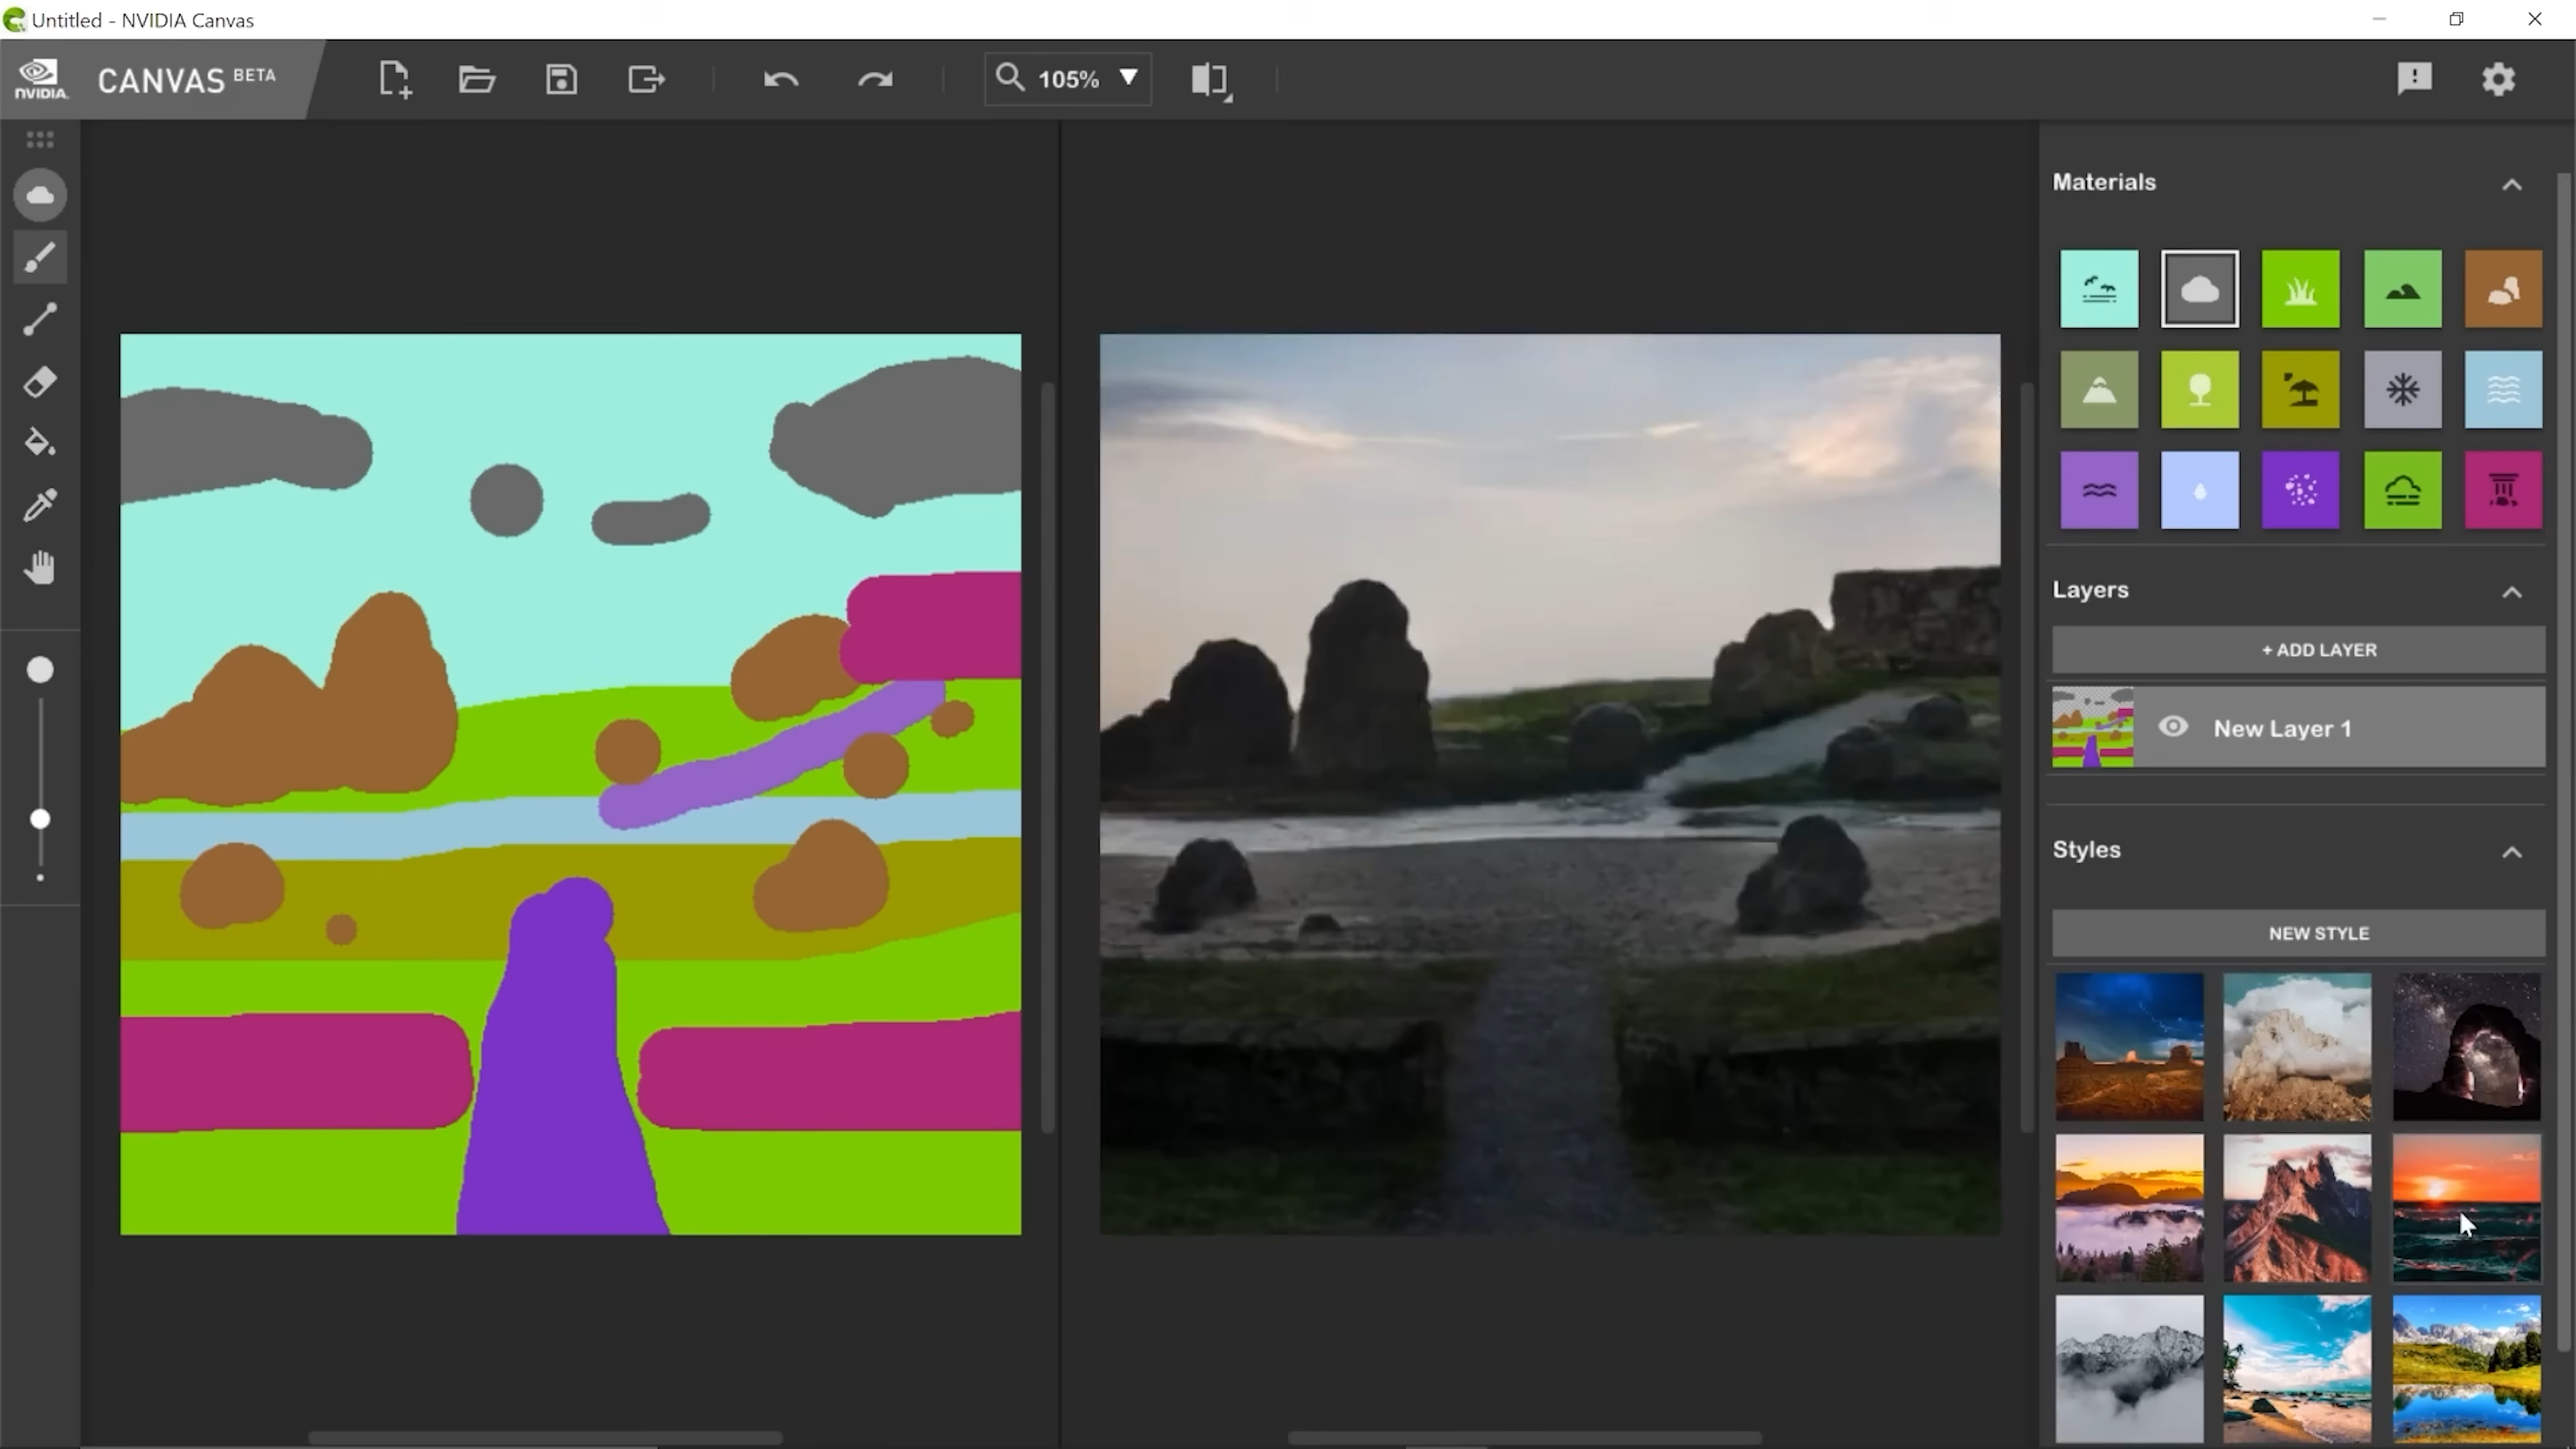 Untitled - NVIDIA Canvas
NVIDIA.
CANVAS BETA
105%
Materials
Layers
+ ADD LAYER
New Layer 1
Styles
NEW STYLE